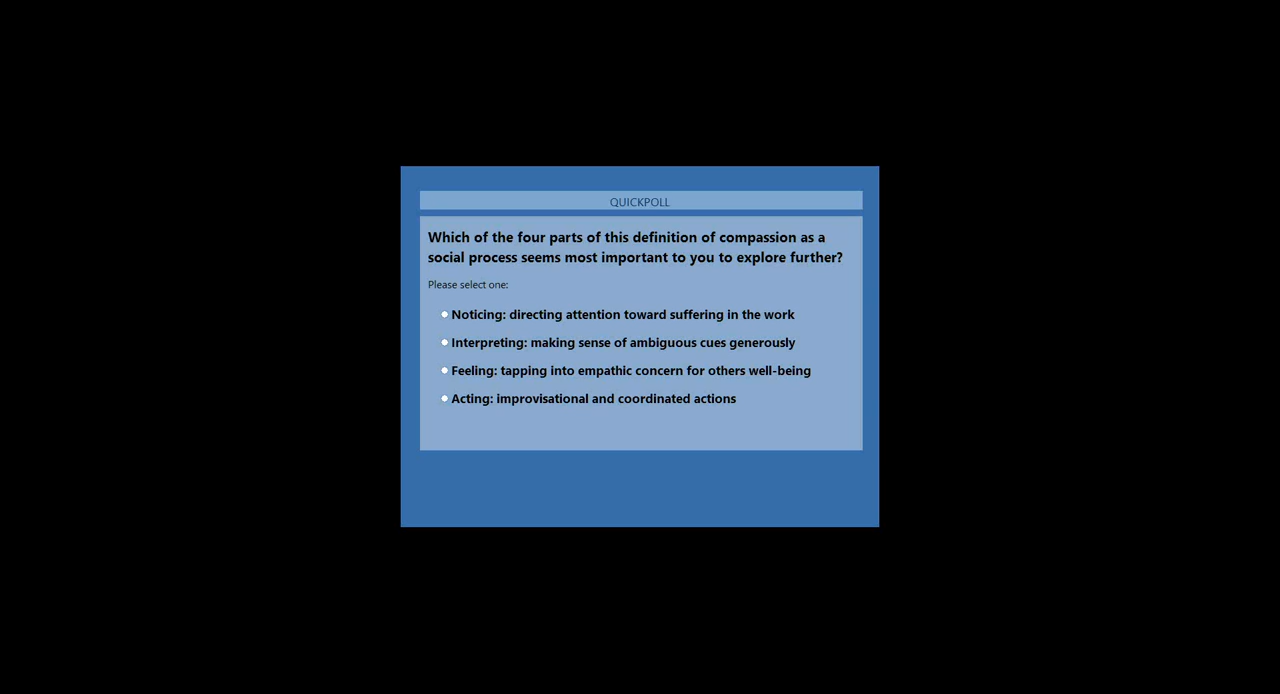 QUICKPOLL
Which of the four parts of this definition of compassion as a
social process seems most important to you to explore further?
Please select one:
Noticing: directing attention toward suffering in the work
Interpreting: making sense of ambiguous cues generously
Feeling: tapping into empathic concern for others well-being
Acting: improvisational and coordinated actions